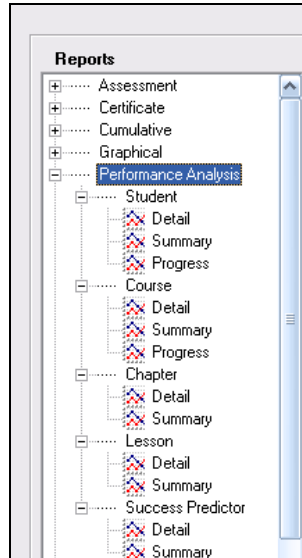 Reports
Assessment
Certificate
Cumulative
Graphical
Performance Analysis
Student
Detail
Summary
Progress
Course
Detail
Summary
Progress
Chapter
Detail
Summary
Lesson
Detail
Summary
Success Predictor
Detail
Summary